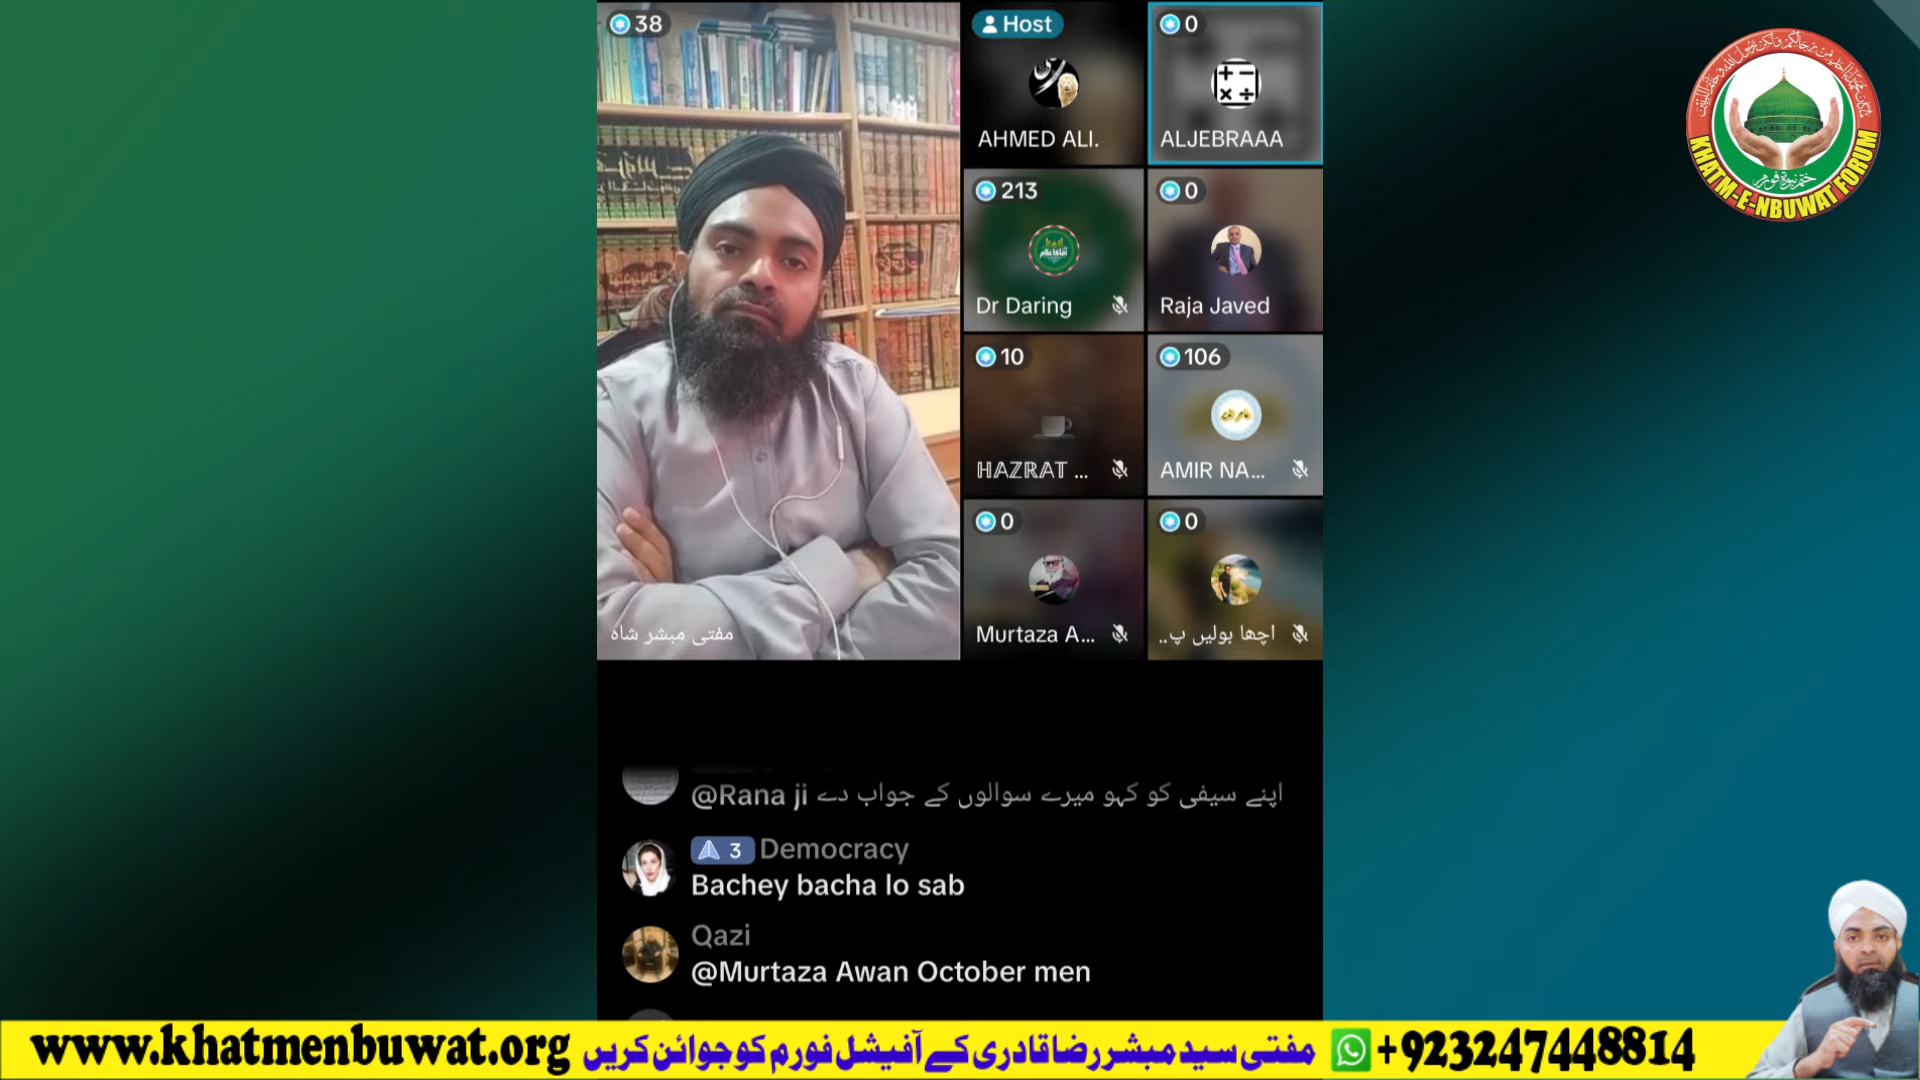 38
Host
AHMED ALI.
0
ALJEBRAAA
213
Dr Daring
0
Raja Javed
10
HAZRAT ...
106
AMIR NA...
0
Murtaza A...
0
اچھا بولیں پ..
مفتی مبشر شاہ
KHATM-E-NBUWAT FORUM
ختم نبوة فورم
@Rana ji اپنے سیفی کو کہو میرے سوالوں کے جواب دے
3 Democracy
Bachey bacha lo sab
Qazi
@Murtaza Awan October men
www.khatmenbuwat.org مفتی سید مبشر رضا قادری کے آفیشل فورم کو جوائن کریں +923247448814